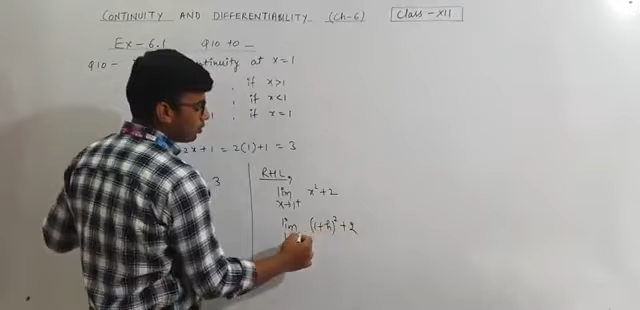 CONTINUITY AND DIFFERENTIABILITY (Ch-6) Class - XII
Ex - 6.1 Q10 to _
Q10 - at x = 1
, if x > 1
, if x < 1
1 , if x = 1
2x + 1 = 2(1) + 1 = 3
3
RHL,
lim x² + 2
x→1+
lim (1+h)² + 2